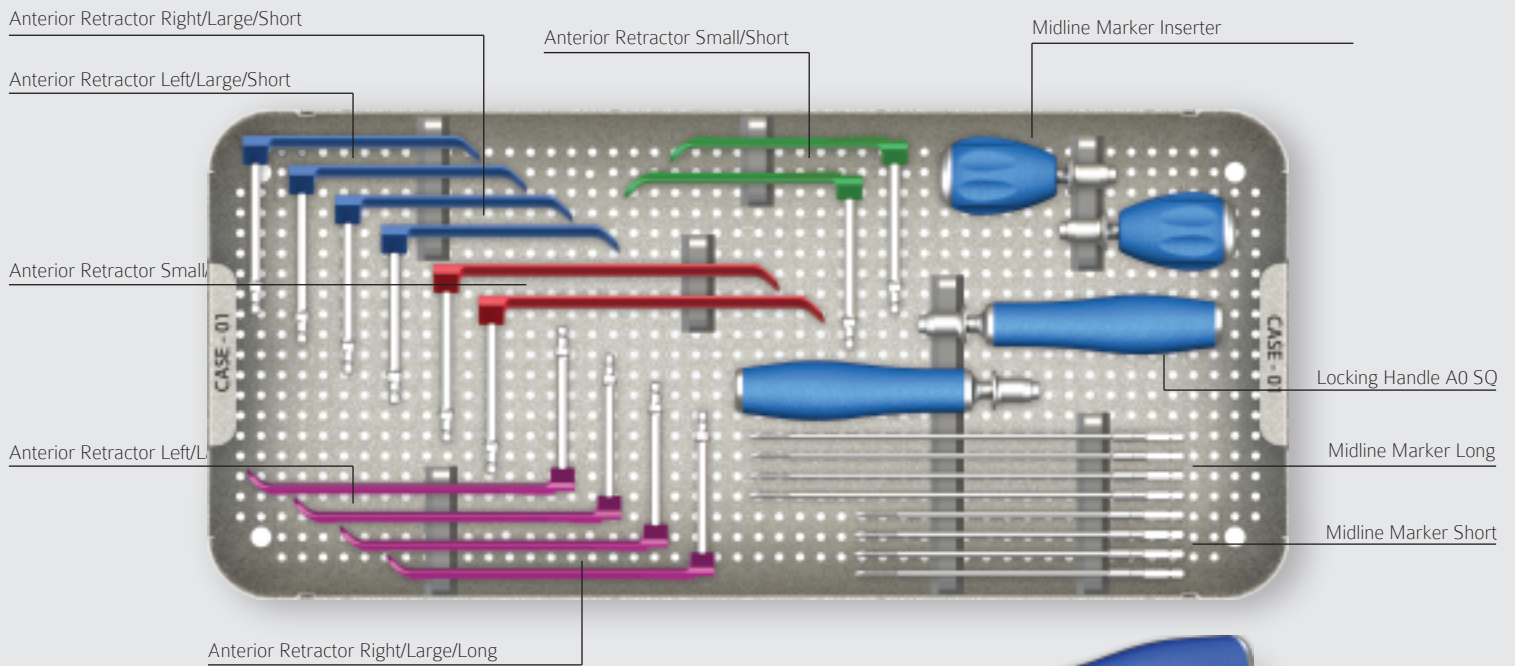 Anterior Retractor Right/Large/Short
Anterior Retractor Small/Short
Midline Marker Inserter
Anterior Retractor Left/Large/Short
Anterior Retractor Small/
CASE - 01
CASE - 01
Locking Handle A0 SQ
Anterior Retractor Left/L
Midline Marker Long
Midline Marker Short
Anterior Retractor Right/Large/Long